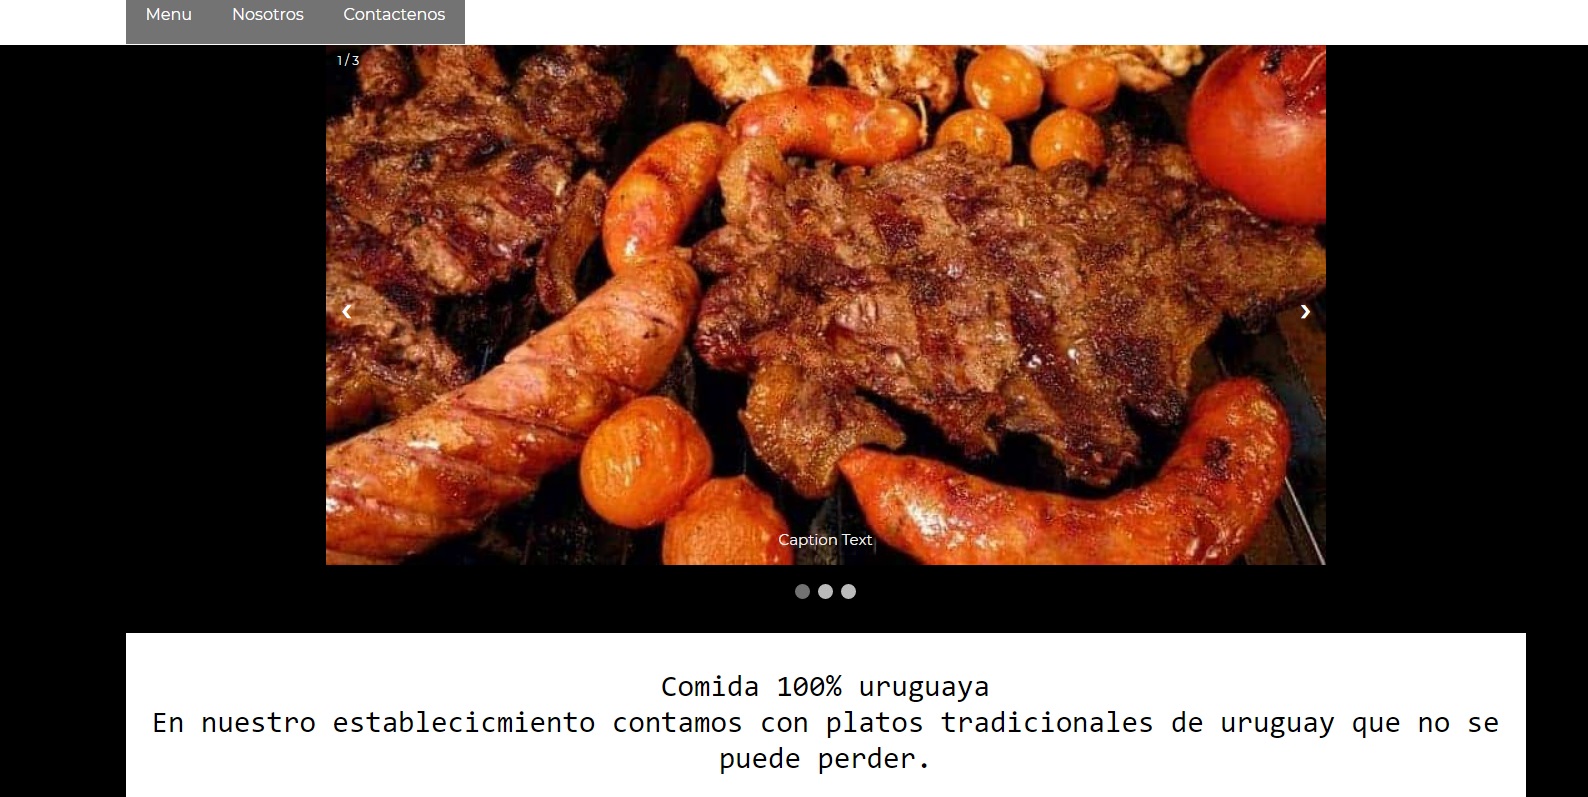 Menu Nosotros Contactenos
1 / 3
❮ ❯
Caption Text
Comida 100% uruguaya
En nuestro establecicmiento contamos con platos tradicionales de uruguay que no se
puede perder.